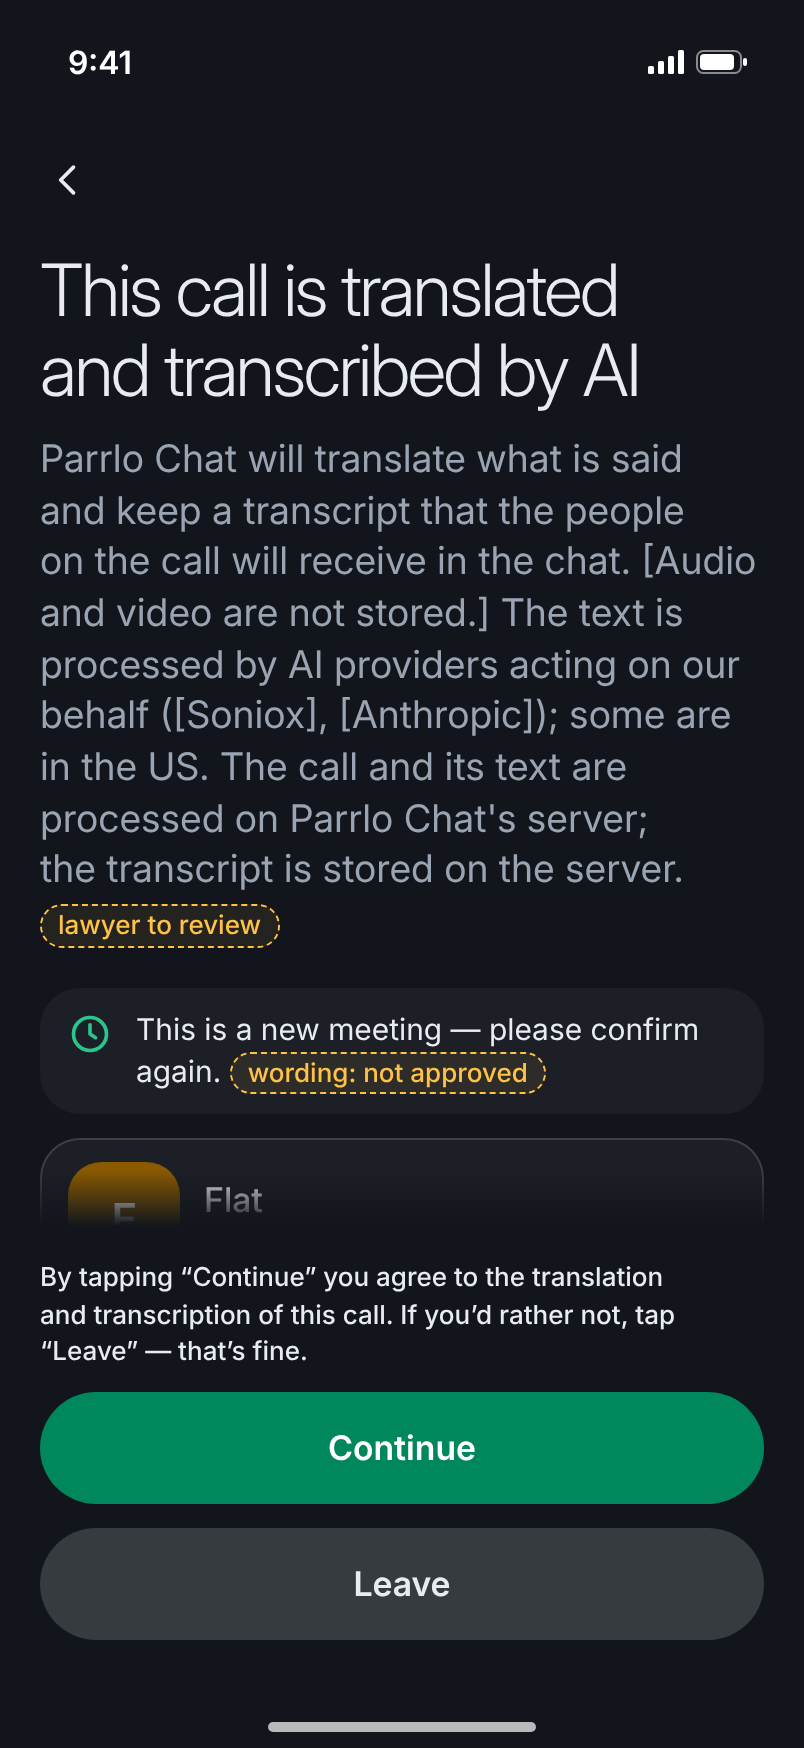 9:41
This call is translated
and transcribed by AI
Parrlo Chat will translate what is said
and keep a transcript that the people
on the call will receive in the chat. [Audio
and video are not stored.] The text is
processed by AI providers acting on our
behalf ([Soniox], [Anthropic]); some are
in the US. The call and its text are
processed on Parrlo Chat's server;
the transcript is stored on the server.
lawyer to review
This is a new meeting — please confirm
again. wording: not approved
F
Flat
By tapping “Continue” you agree to the translation
and transcription of this call. If you’d rather not, tap
“Leave” — that’s fine.
Continue
Leave